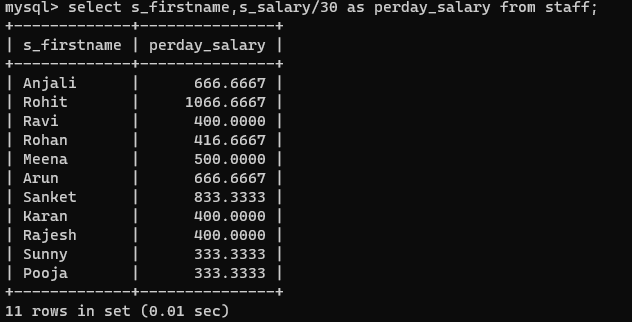 mysql> select s_firstname,s_salary/30 as perday_salary from staff;
+-------------+---------------+
| s_firstname | perday_salary |
+-------------+---------------+
| Anjali      |      666.6667 |
| Rohit       |     1066.6667 |
| Ravi        |      400.0000 |
| Rohan       |      416.6667 |
| Meena       |      500.0000 |
| Arun        |      666.6667 |
| Sanket      |      833.3333 |
| Karan       |      400.0000 |
| Rajesh      |      400.0000 |
| Sunny       |      333.3333 |
| Pooja       |      333.3333 |
+-------------+---------------+
11 rows in set (0.01 sec)